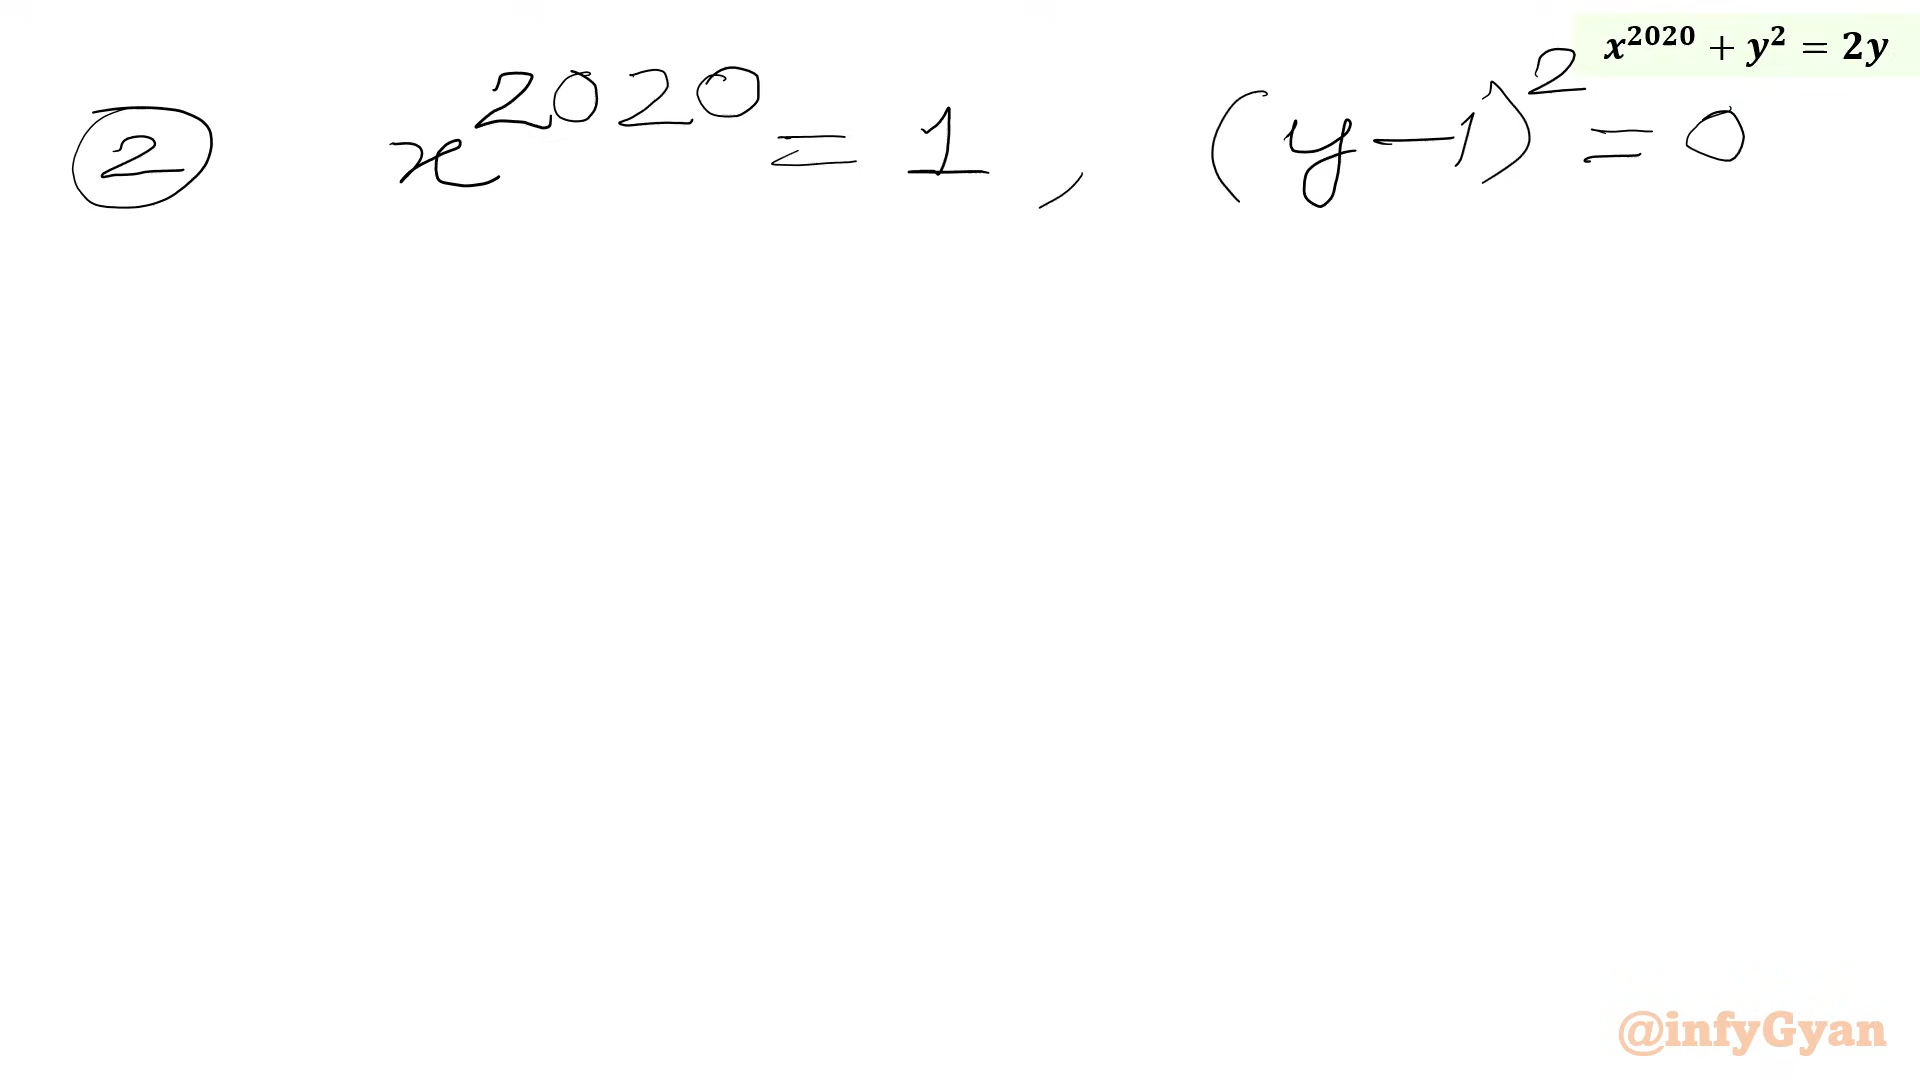 x^2020 + y^2 = 2y
② x^2020 = 1 , (y-1)^2 = 0
@infyGyan